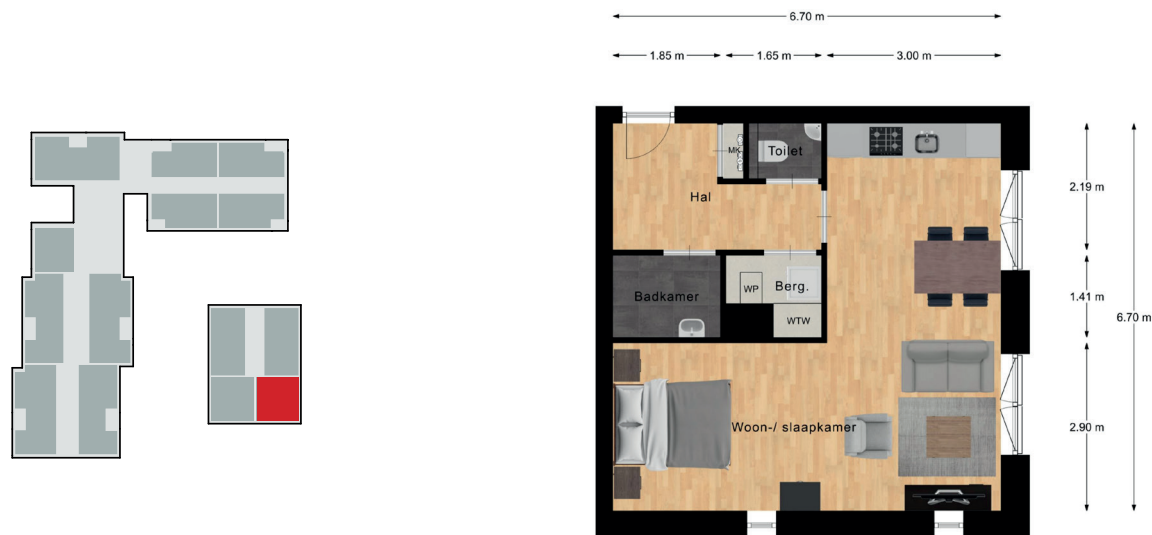 6.70 m
1.85 m
1.65 m
3.00 m
MK
Toilet
2.19 m
Hal
WP
Berg.
Badkamer
1.41 m
WTW
6.70 m
Woon-/ slaapkamer
2.90 m